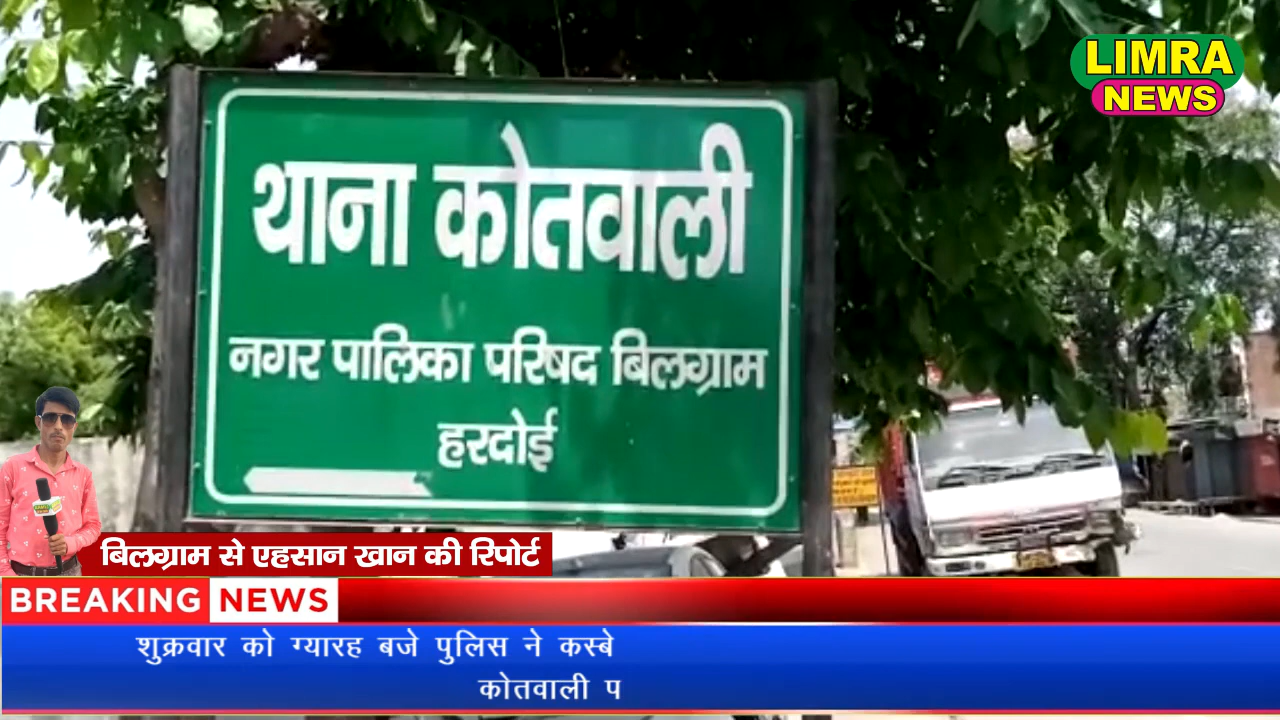 LIMRA
NEWS
थाना कोतवाली
नगर पालिका परिषद बिलग्राम
हरदोई
बिलग्राम से एहसान खान की रिपोर्ट
BREAKING NEWS
शुक्रवार को ग्यारह बजे पुलिस ने कस्बे
कोतवाली प